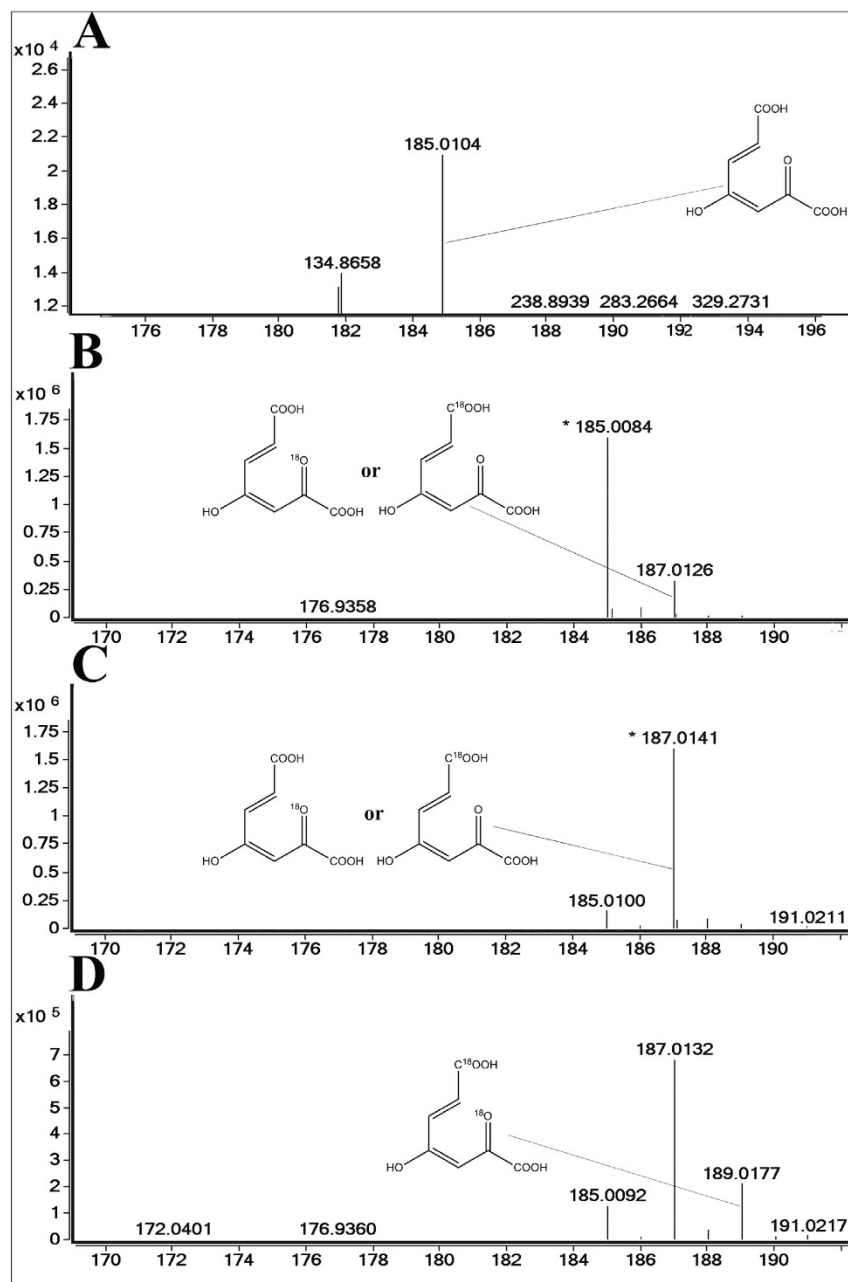 A
x10 4
2.6
2.4
2.2
2
1.8
1.6
1.4
1.2
185.0104
134.8658
238.8939 283.2664 329.2731
COOH
O
HO
COOH
176 178 180 182 184 186 188 190 192 194 196
B
x10 6
1.75
1.5
1.25
1
0.75
0.5
0.25
0
COOH
18O
HO
COOH
or
C18OOH
O
HO
COOH
* 185.0084
187.0126
176.9358
170 172 174 176 178 180 182 184 186 188 190
C
x10 6
1.75
1.5
1.25
1
0.75
0.5
0.25
0
COOH
18O
HO
COOH
or
C18OOH
O
HO
COOH
* 187.0141
185.0100
191.0211
170 172 174 176 178 180 182 184 186 188 190
D
x10 5
7
6
5
4
3
2
1
0
C18OOH
18O
HO
COOH
187.0132
189.0177
185.0092
191.0217
172.0401
176.9360
170 172 174 176 178 180 182 184 186 188 190